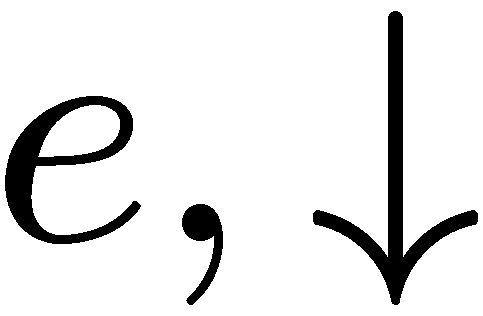 e, ↓